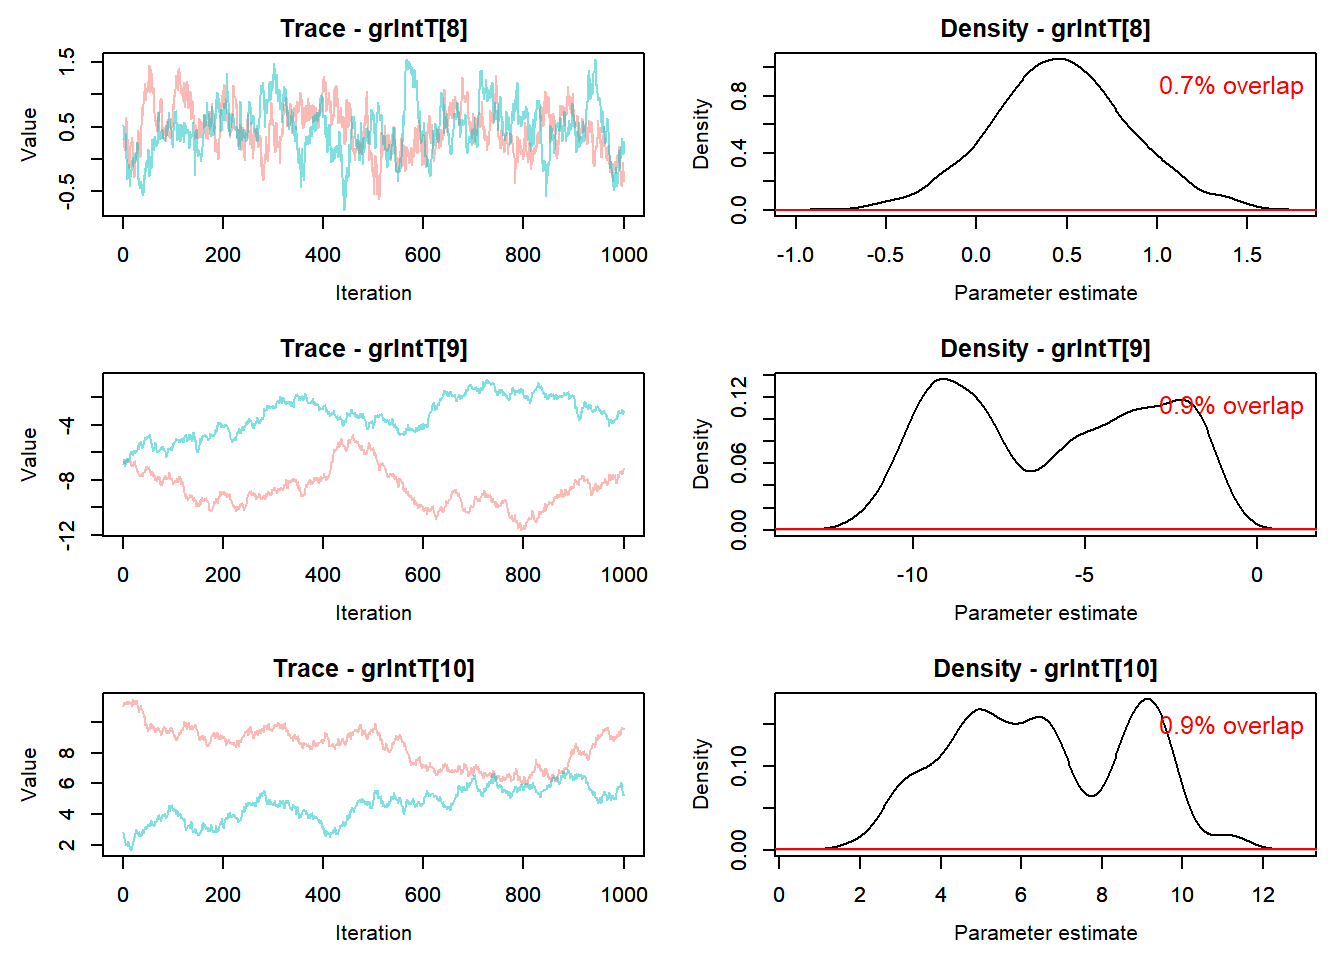 Trace - grIntT[8]
Value
-0.5 0.5 1.5
0 200 400 600 800 1000
Iteration
Density - grIntT[8]
0.7% overlap
Density
0.0 0.4 0.8
-1.0 -0.5 0.0 0.5 1.0 1.5
Parameter estimate
Trace - grIntT[9]
Value
-12 -8 -4
0 200 400 600 800 1000
Iteration
Density - grIntT[9]
0.9% overlap
Density
0.00 0.06 0.12
-10 -5 0
Parameter estimate
Trace - grIntT[10]
Value
2 4 6 8
0 200 400 600 800 1000
Iteration
Density - grIntT[10]
0.9% overlap
Density
0.00 0.10
0 2 4 6 8 10 12
Parameter estimate